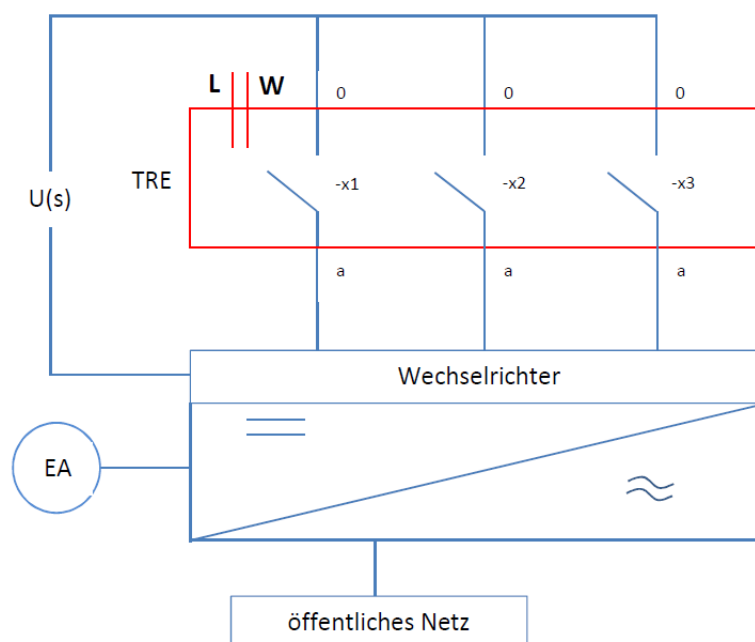 L W 0 0 0
TRE -x1 -x2 -x3
U(s)
a a a
Wechselrichter
EA
öffentliches Netz